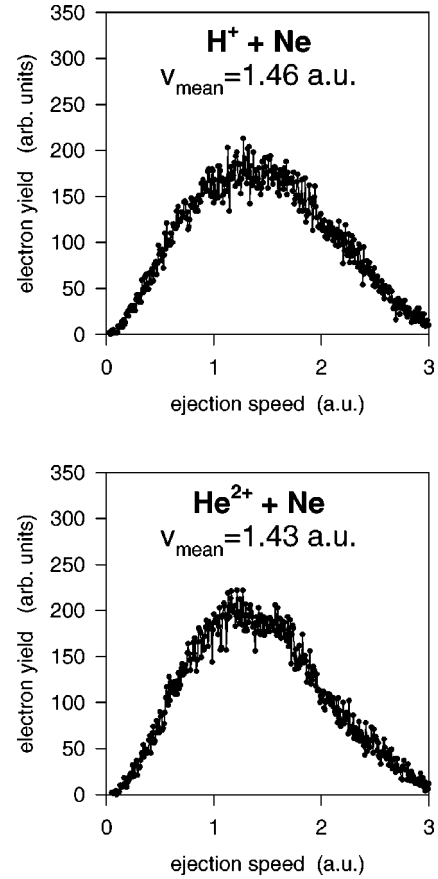 350
300
250
200
150
100
50
0
electron yield (arb. units)
H⁺ + Ne
v_mean=1.46 a.u.
0 1 2 3
ejection speed (a.u.)
350
300
250
200
150
100
50
0
electron yield (arb. units)
He²⁺ + Ne
v_mean=1.43 a.u.
0 1 2 3
ejection speed (a.u.)